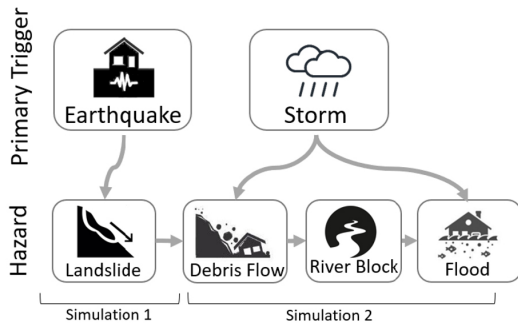 Primary Trigger
Earthquake
Storm
Hazard
Landslide
Debris Flow
River Block
Flood
Simulation 1
Simulation 2